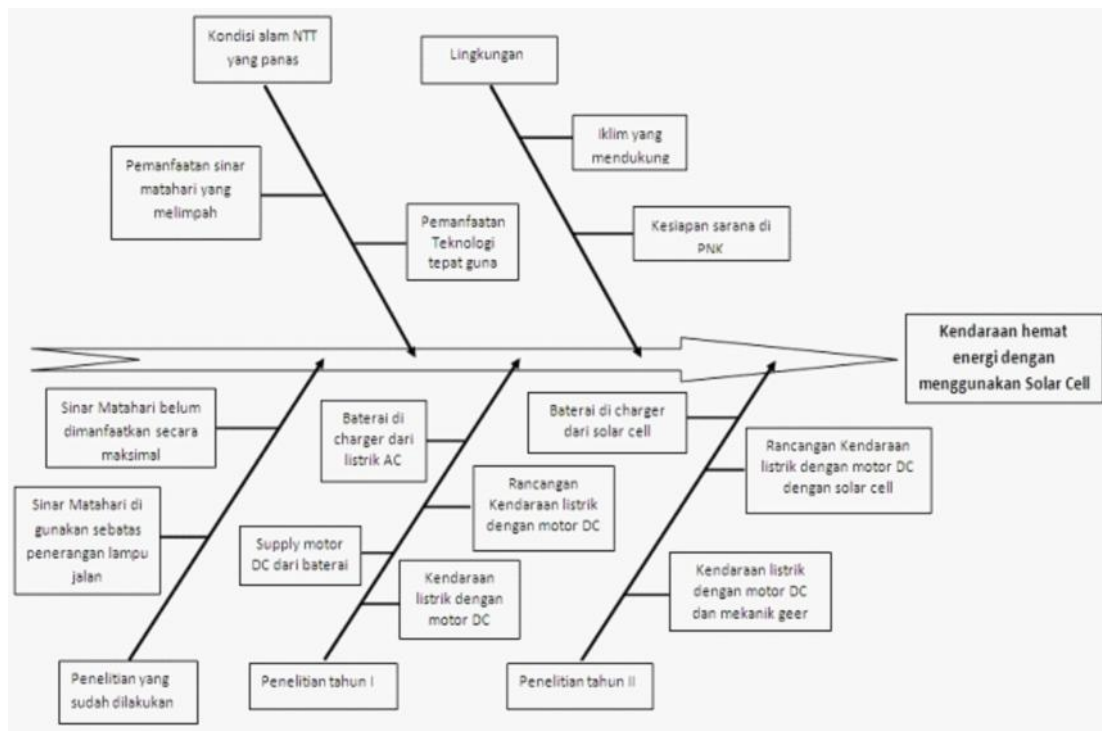 Kondisi alam NTT
yang panas
Lingkungan
Iklim yang
mendukung
Pemanfaatan sinar
matahari yang
melimpah
Pemanfaatan
Teknologi
tepat guna
Kesiapan sarana di
PNK
Kendaraan hemat
energi dengan
menggunakan Solar Cell
Sinar Matahari belum
dimanfaatkan secara
maksimal
Baterai di
charger dari
listrik AC
Baterai di charger
dari solar cell
Rancangan Kendaraan
listrik dengan motor DC
dengan solar cell
Sinar Matahari di
gunakan sebatas
penerangan lampu
jalan
Rancangan
Kendaraan listrik
dengan motor DC
Supply motor
DC dari baterai
Kendaraan
listrik dengan
motor DC
Kendaraan listrik
dengan motor DC
dan mekanik geer
Penelitian yang
sudah dilakukan
Penelitian tahun I
Penelitian tahun II